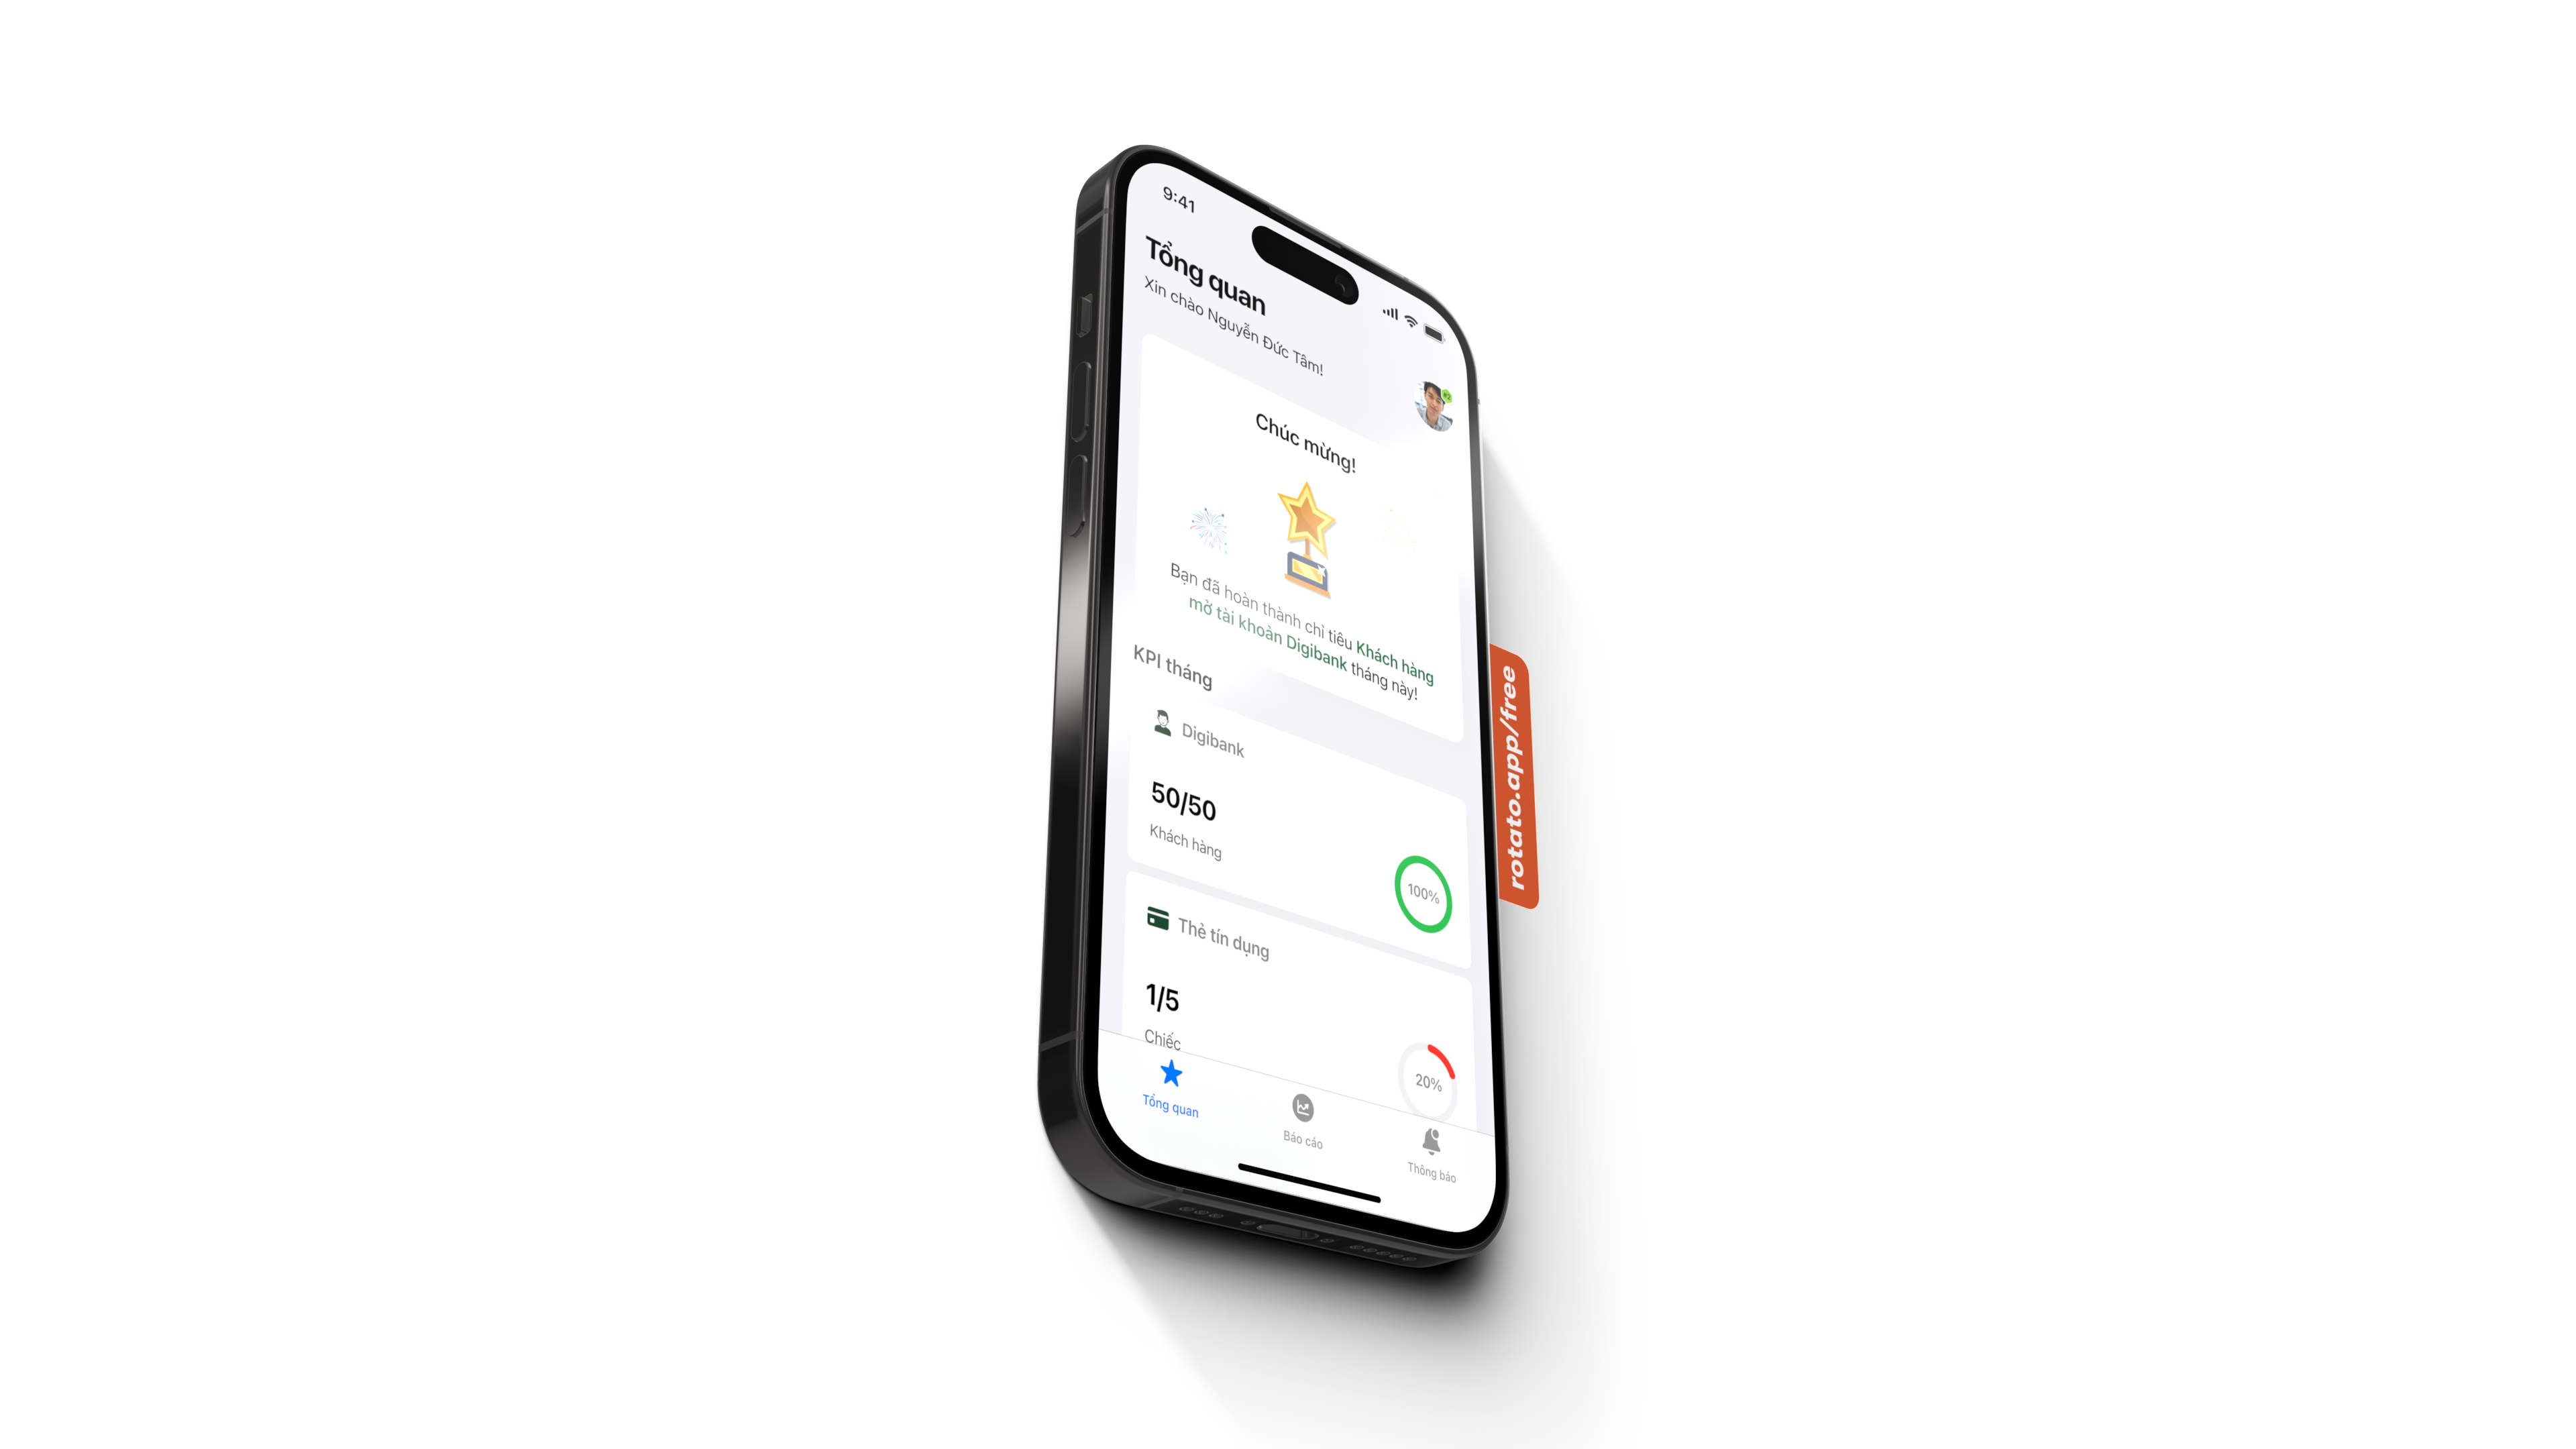 9:41
Tổng quan
Xin chào Nguyễn Đức Tâm!
Chúc mừng!
Bạn đã hoàn thành chỉ tiêu Khách hàng
mở tài khoản Digibank tháng này!
KPI tháng
Digibank
50/50
Khách hàng
100%
Thẻ tín dụng
1/5
Chiếc
20%
Tổng quan
Báo cáo
Thông báo
rotato.app/free